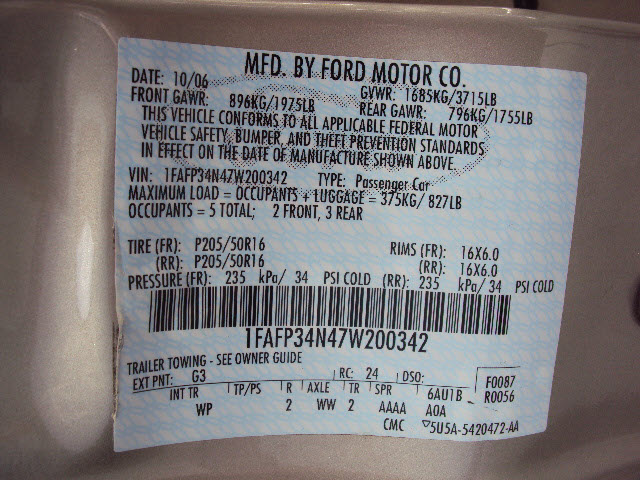 MFD. BY FORD MOTOR CO.
DATE: 10/06 GVWR: 1685KG/3715LB
FRONT GAWR: 896KG/1975LB REAR GAWR: 796KG/1755LB
THIS VEHICLE CONFORMS TO ALL APPLICABLE FEDERAL MOTOR
VEHICLE SAFETY, BUMPER, AND THEFT PREVENTION STANDARDS
IN EFFECT ON THE DATE OF MANUFACTURE SHOWN ABOVE.
VIN: 1FAFP34N47W200342 TYPE: Passenger Car
MAXIMUM LOAD = OCCUPANTS + LUGGAGE = 375KG/ 827LB
OCCUPANTS = 5 TOTAL; 2 FRONT, 3 REAR
TIRE (FR): P205/50R16 RIMS (FR): 16X6.0
(RR): P205/50R16 (RR): 16X6.0
PRESSURE (FR): 235 kPa/ 34 PSI COLD (RR): 235 kPa/ 34 PSI COLD
1FAFP34N47W200342
TRAILER TOWING - SEE OWNER GUIDE
EXT PNT: G3 RC: 24 DSO: F0087
INT TR TP/PS R AXLE TR SPR 6AU1B R0056
WP 2 WW 2 AAAA A0A
CMC ▽5U5A-5420472-AA